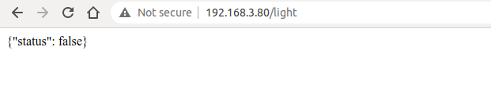 Not secure | 192.168.3.80/light
{"status": false}